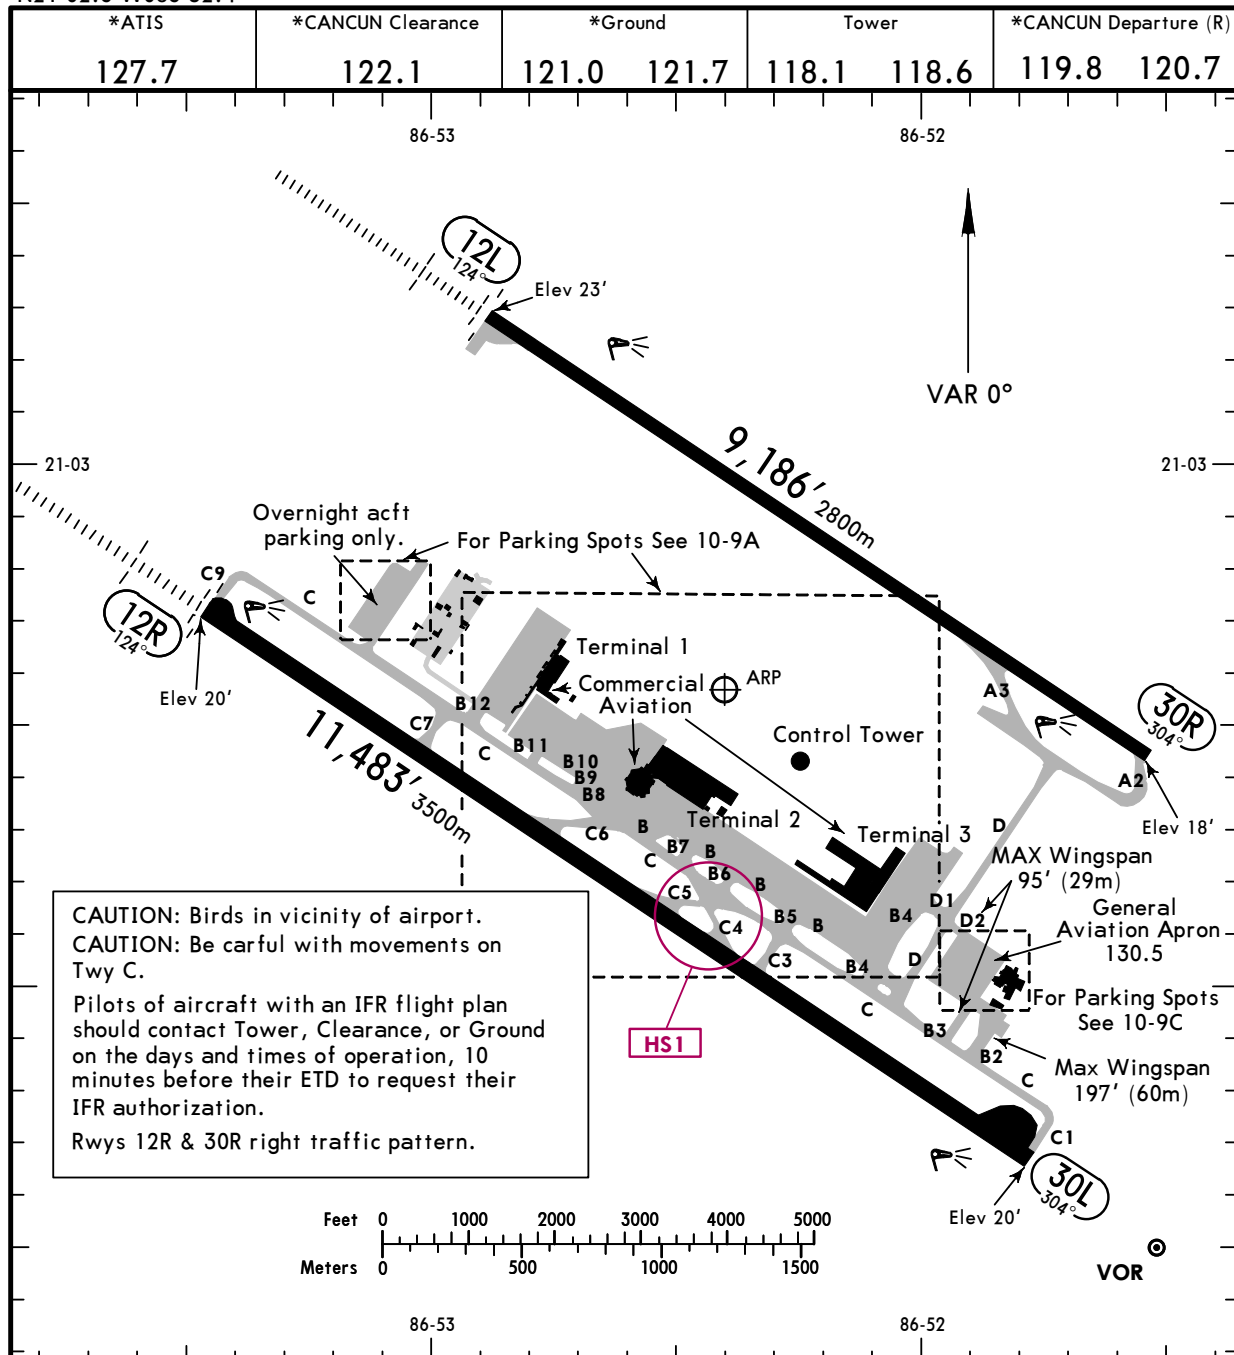 *ATIS
127.7
*CANCUN Clearance
122.1
*Ground
121.0 121.7
Tower
118.1 118.6
*CANCUN Departure (R)
119.8 120.7
86-53
86-52
12L
124°
Elev 23'
VAR 0°
21-03
21-03
9,186' 2800m
Overnight acft
parking only.
For Parking Spots See 10-9A
C9
C
12R
124°
Elev 20'
Terminal 1
Commercial
Aviation
ARP
A3
30R
304°
B12
C7
C
B11
B10
B9
B8
Control Tower
A2
11,483' 3500m
C6
B
Terminal 2
Terminal 3
D
Elev 18'
C
B7
B
B6
B
C5
C4
B5
B
B4
D1
D2
MAX Wingspan
95' (29m)
General
Aviation Apron
130.5
C3
B4
D
C
B3
For Parking Spots
See 10-9C
B2
C
Max Wingspan
197' (60m)
HS1
CAUTION: Birds in vicinity of airport.
CAUTION: Be carful with movements on
Twy C.
Pilots of aircraft with an IFR flight plan
should contact Tower, Clearance, or Ground
on the days and times of operation, 10
minutes before their ETD to request their
IFR authorization.
Rwys 12R & 30R right traffic pattern.
C1
30L
304°
Elev 20'
Feet 0 1000 2000 3000 4000 5000
Meters 0 500 1000 1500
VOR
86-53
86-52